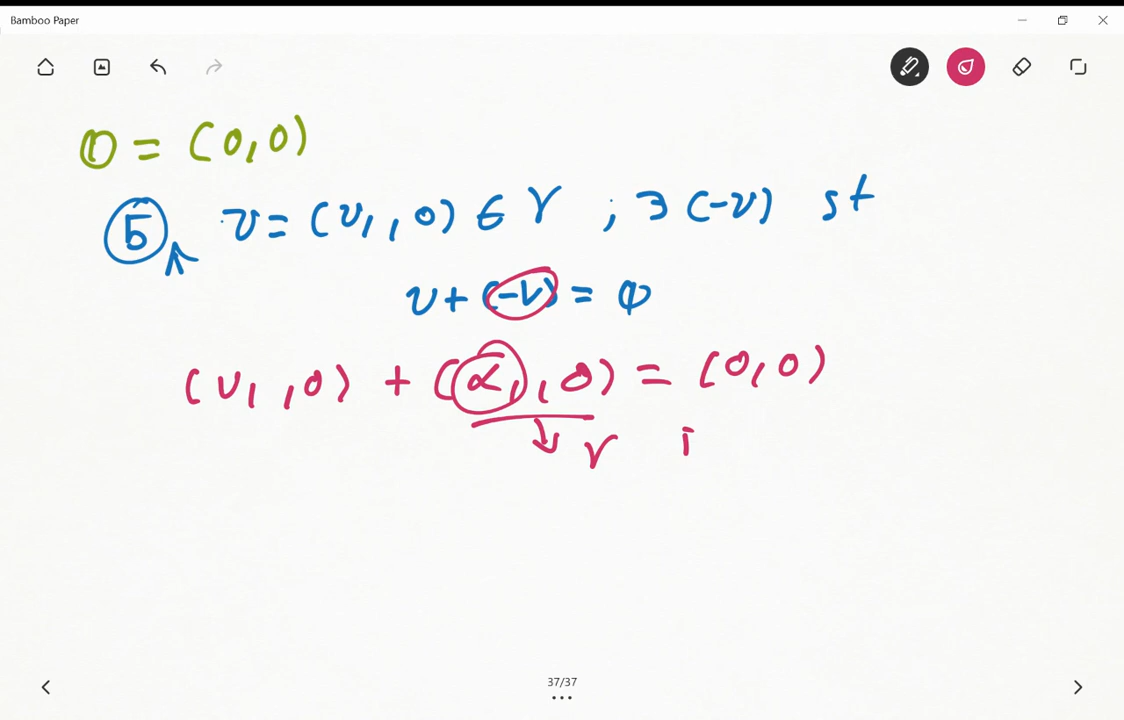 Bamboo Paper
𝟘 = (0,0)
5 v = (v₁,0) ∈ V ; ∃ (-v) st
v + (-v) = 𝟘
(v₁,0) + (α,0) = (0,0)
V i
37/37